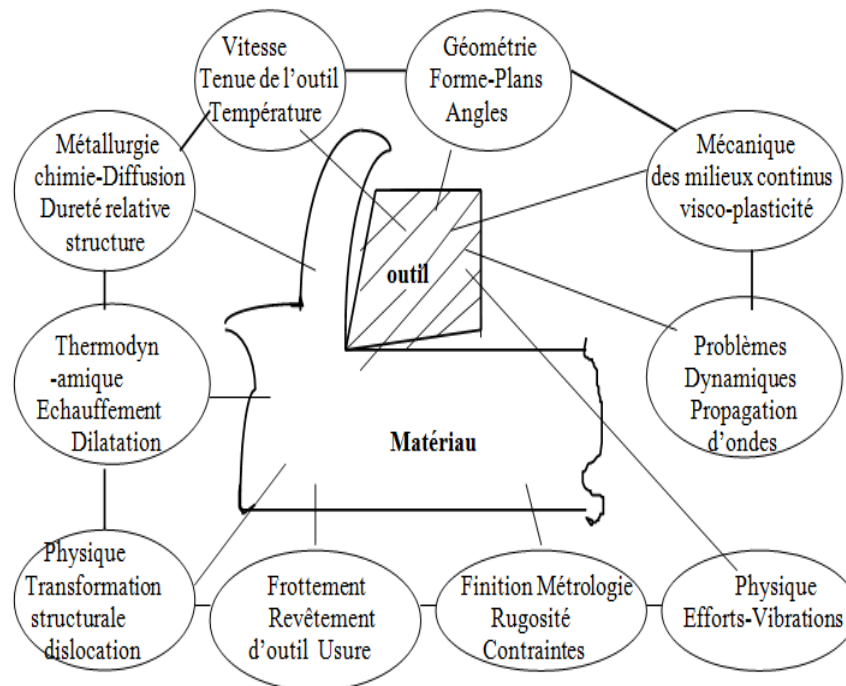 Vitesse
Tenue de l'outil
Température
Géométrie
Forme-Plans
Angles
Métallurgie
chimie-Diffusion
Dureté relative
structure
Mécanique
des milieux continus
visco-plasticité
outil
Thermodyn
-amique
Echauffement
Dilatation
Problèmes
Dynamiques
Propagation
d'ondes
Matériau
Physique
Transformation
structurale
dislocation
Frottement
Revêtement
d'outil Usure
Finition Métrologie
Rugosité
Contraintes
Physique
Efforts-Vibrations